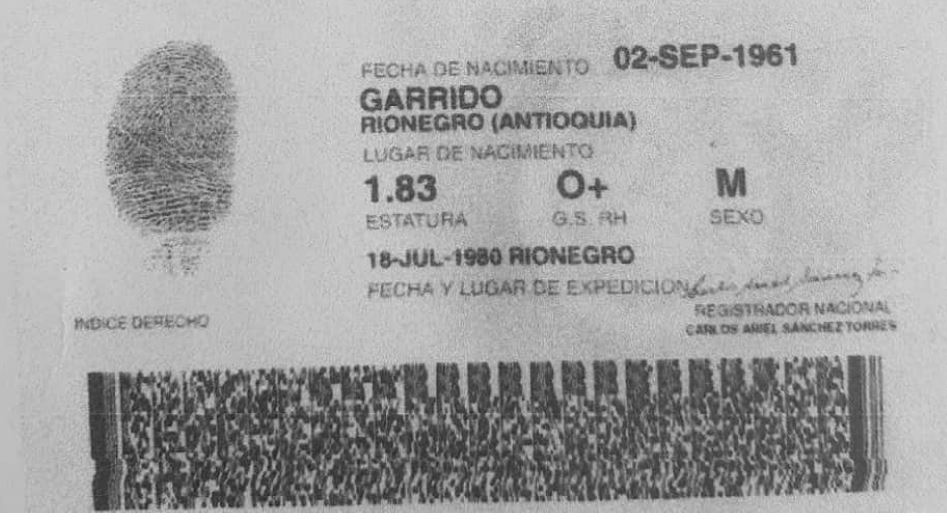 FECHA DE NACIMIENTO 02-SEP-1961
GARRIDO
RIONEGRO (ANTIOQUIA)
LUGAR DE NACIMIENTO
1.83 O+ M
ESTATURA G.S. RH SEXO
18-JUL-1980 RIONEGRO
FECHA Y LUGAR DE EXPEDICION
REGISTRADOR NACIONAL
CARLOS ARIEL SANCHEZ TORRES
INDICE DERECHO